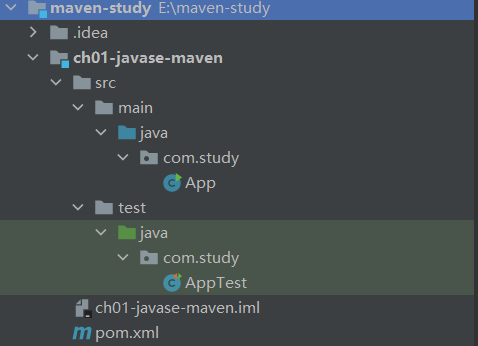 maven-study E:\maven-study
.idea
ch01-javase-maven
src
main
java
com.study
App
test
java
com.study
AppTest
ch01-javase-maven.iml
pom.xml